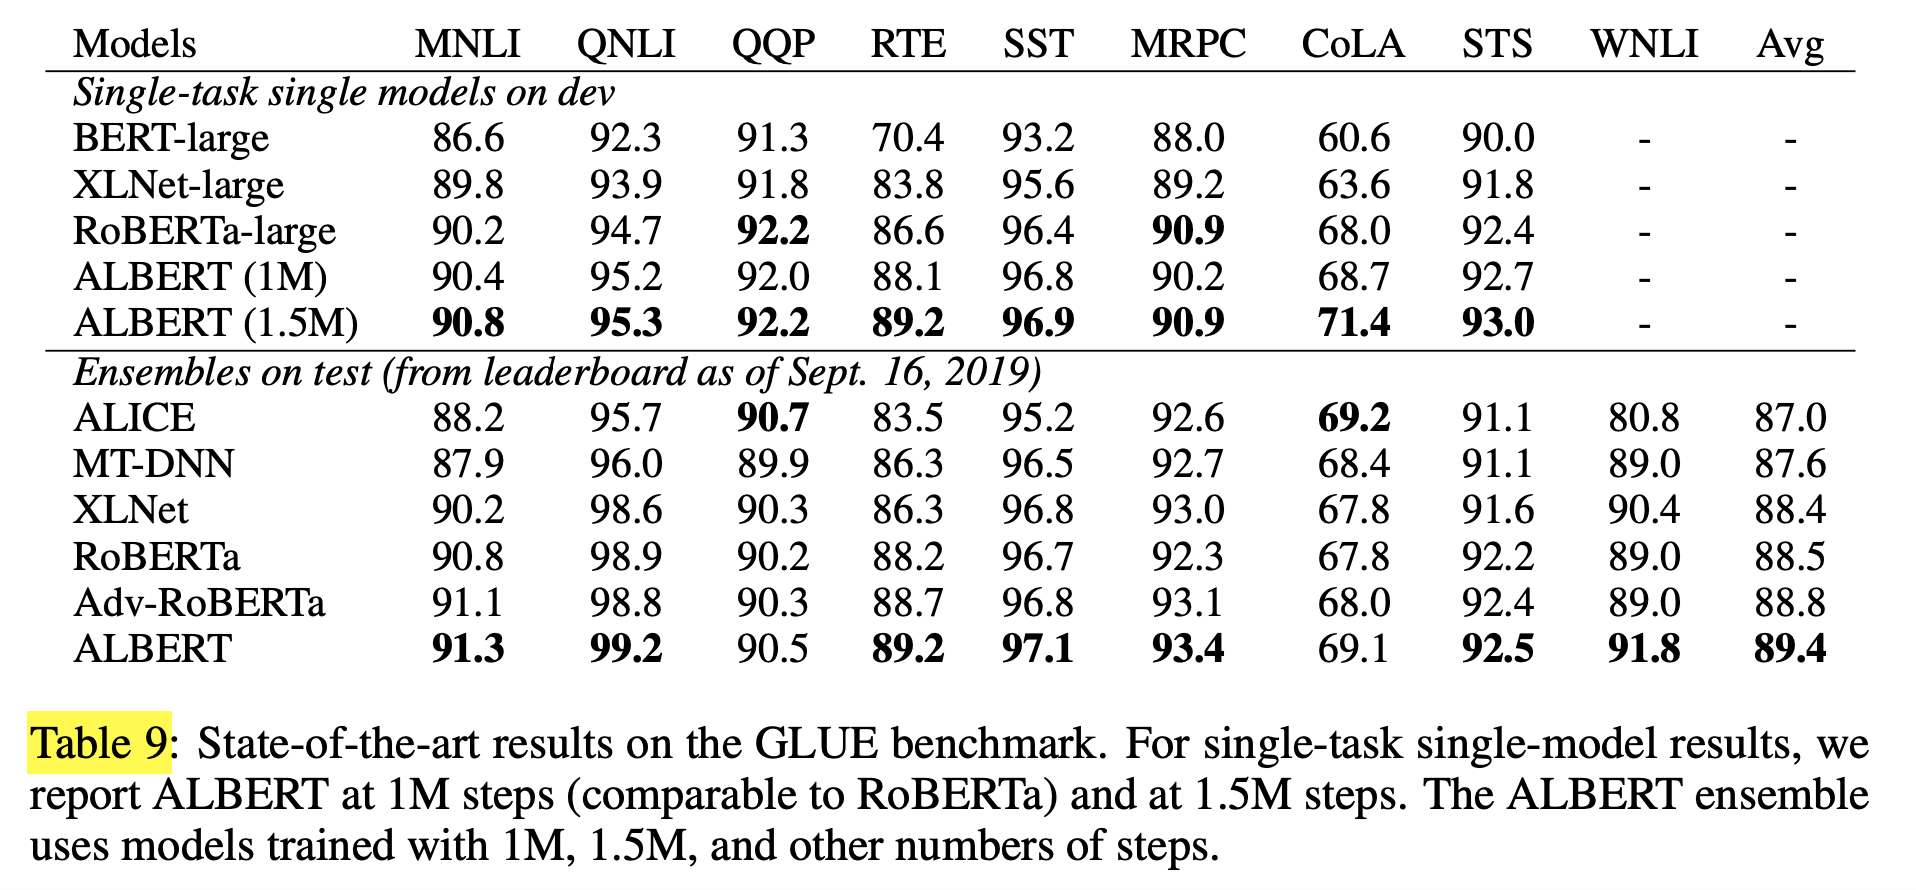 Models MNLI QNLI QQP RTE SST MRPC CoLA STS WNLI Avg
Single-task single models on dev
BERT-large 86.6 92.3 91.3 70.4 93.2 88.0 60.6 90.0 - -
XLNet-large 89.8 93.9 91.8 83.8 95.6 89.2 63.6 91.8 - -
RoBERTa-large 90.2 94.7 92.2 86.6 96.4 90.9 68.0 92.4 - -
ALBERT (1M) 90.4 95.2 92.0 88.1 96.8 90.2 68.7 92.7 - -
ALBERT (1.5M) 90.8 95.3 92.2 89.2 96.9 90.9 71.4 93.0 - -
Ensembles on test (from leaderboard as of Sept. 16, 2019)
ALICE 88.2 95.7 90.7 83.5 95.2 92.6 69.2 91.1 80.8 87.0
MT-DNN 87.9 96.0 89.9 86.3 96.5 92.7 68.4 91.1 89.0 87.6
XLNet 90.2 98.6 90.3 86.3 96.8 93.0 67.8 91.6 90.4 88.4
RoBERTa 90.8 98.9 90.2 88.2 96.7 92.3 67.8 92.2 89.0 88.5
Adv-RoBERTa 91.1 98.8 90.3 88.7 96.8 93.1 68.0 92.4 89.0 88.8
ALBERT 91.3 99.2 90.5 89.2 97.1 93.4 69.1 92.5 91.8 89.4
Table 9: State-of-the-art results on the GLUE benchmark. For single-task single-model results, we
report ALBERT at 1M steps (comparable to RoBERTa) and at 1.5M steps. The ALBERT ensemble
uses models trained with 1M, 1.5M, and other numbers of steps.